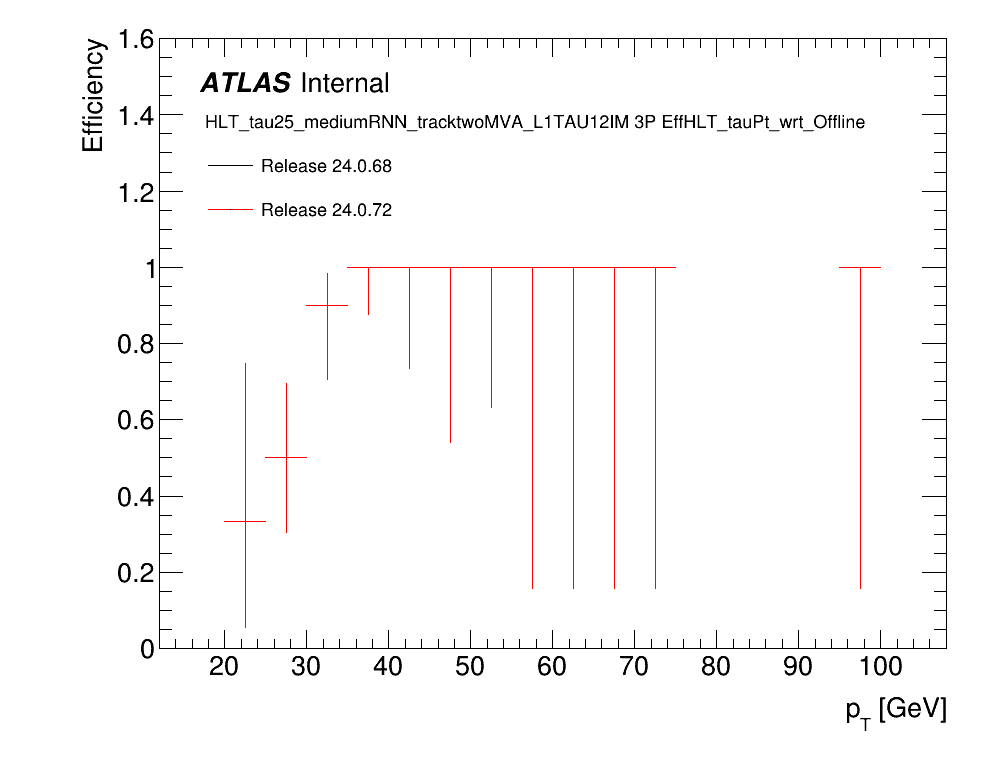 1.6
Efficiency
ATLAS Internal
1.4
HLT_tau25_mediumRNN_tracktwoMVA_L1TAU12IM 3P EffHLT_tauPt_wrt_Offline
Release 24.0.68
1.2
Release 24.0.72
1
0.8
0.6
0.4
0.2
0
20 30 40 50 60 70 80 90 100
p_T [GeV]